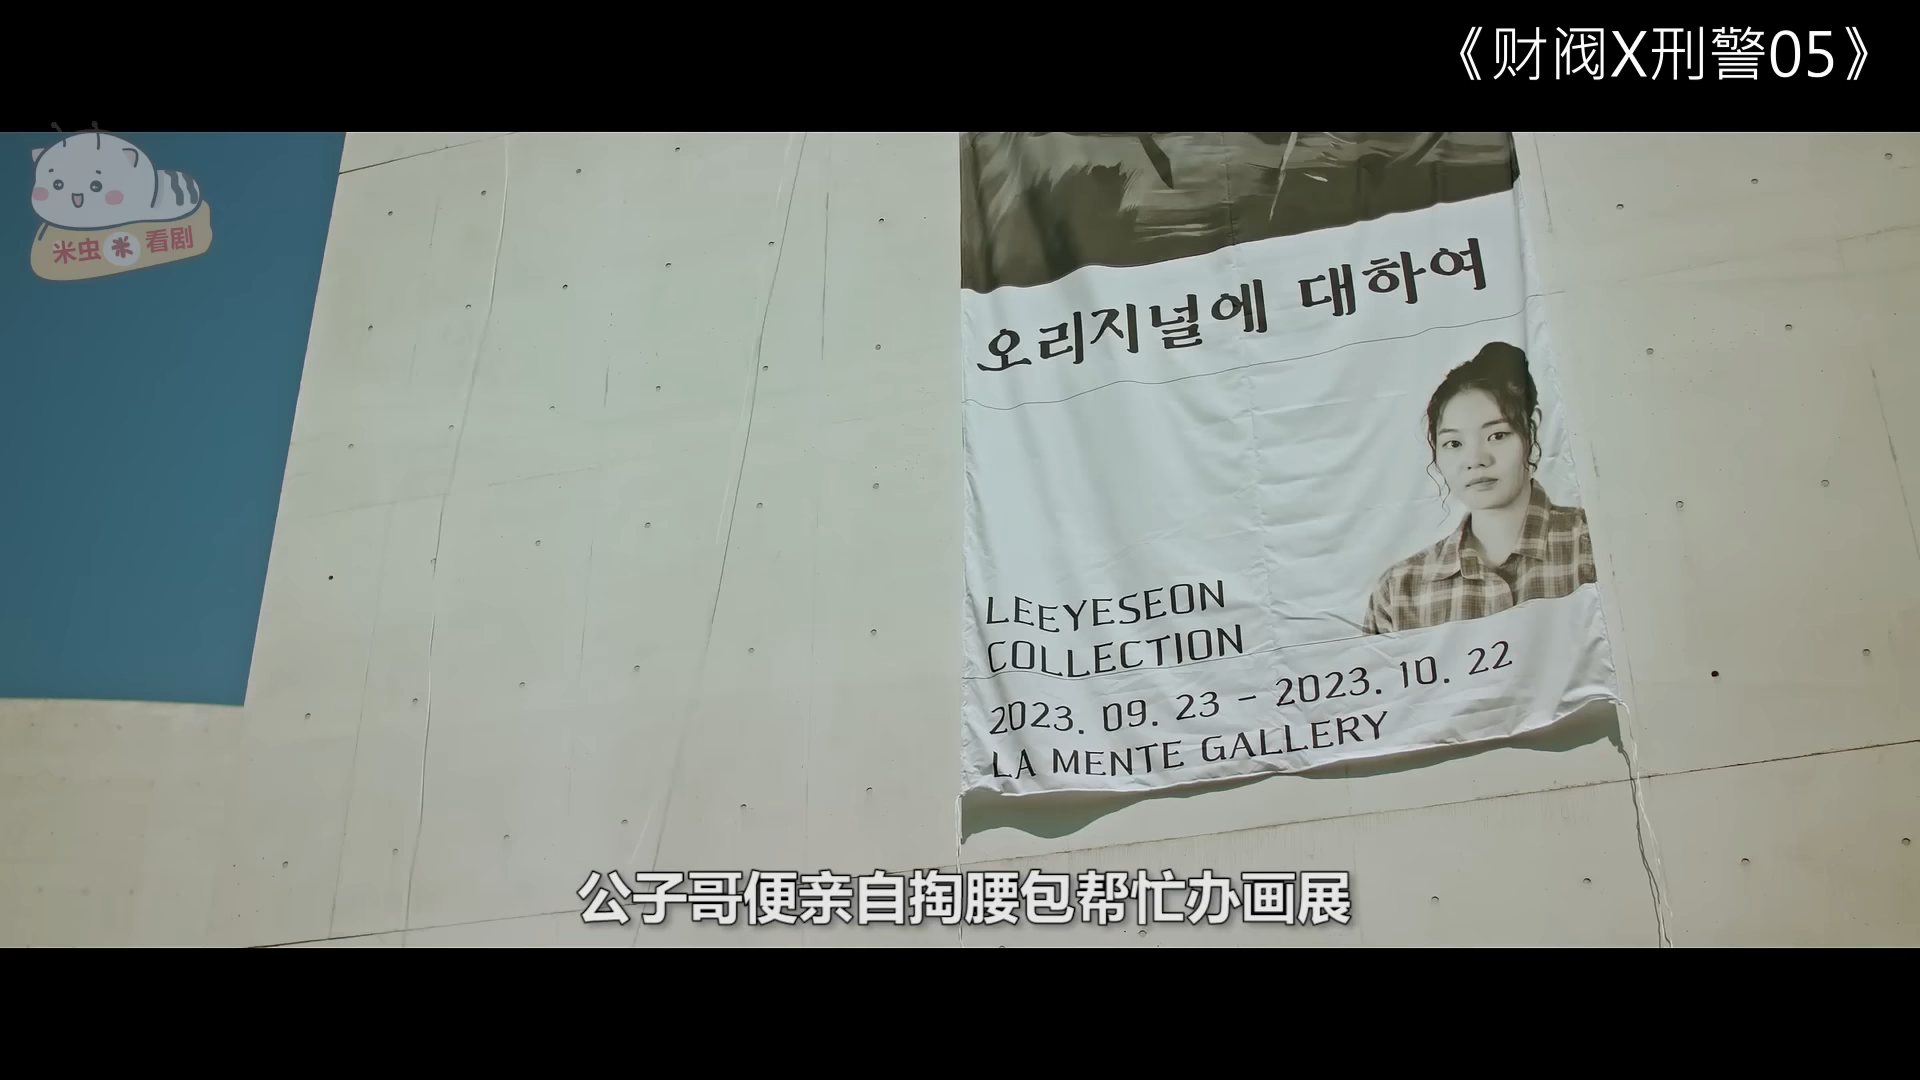 《财阀X刑警05》
米虫米看剧
오리지널에 대하여
LEEYESEON
COLLECTION
2023. 09. 23 - 2023. 10. 22
LA MENTE GALLERY
公子哥便亲自掏腰包帮忙办画展